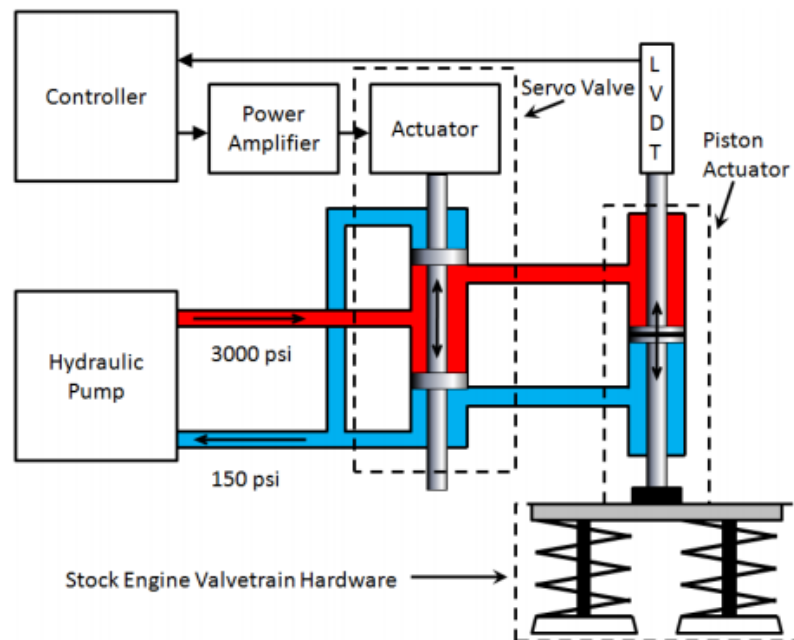 Controller
Power
Amplifier
Actuator
Servo Valve
L
V
D
T
Piston
Actuator
Hydraulic
Pump
3000 psi
150 psi
Stock Engine Valvetrain Hardware